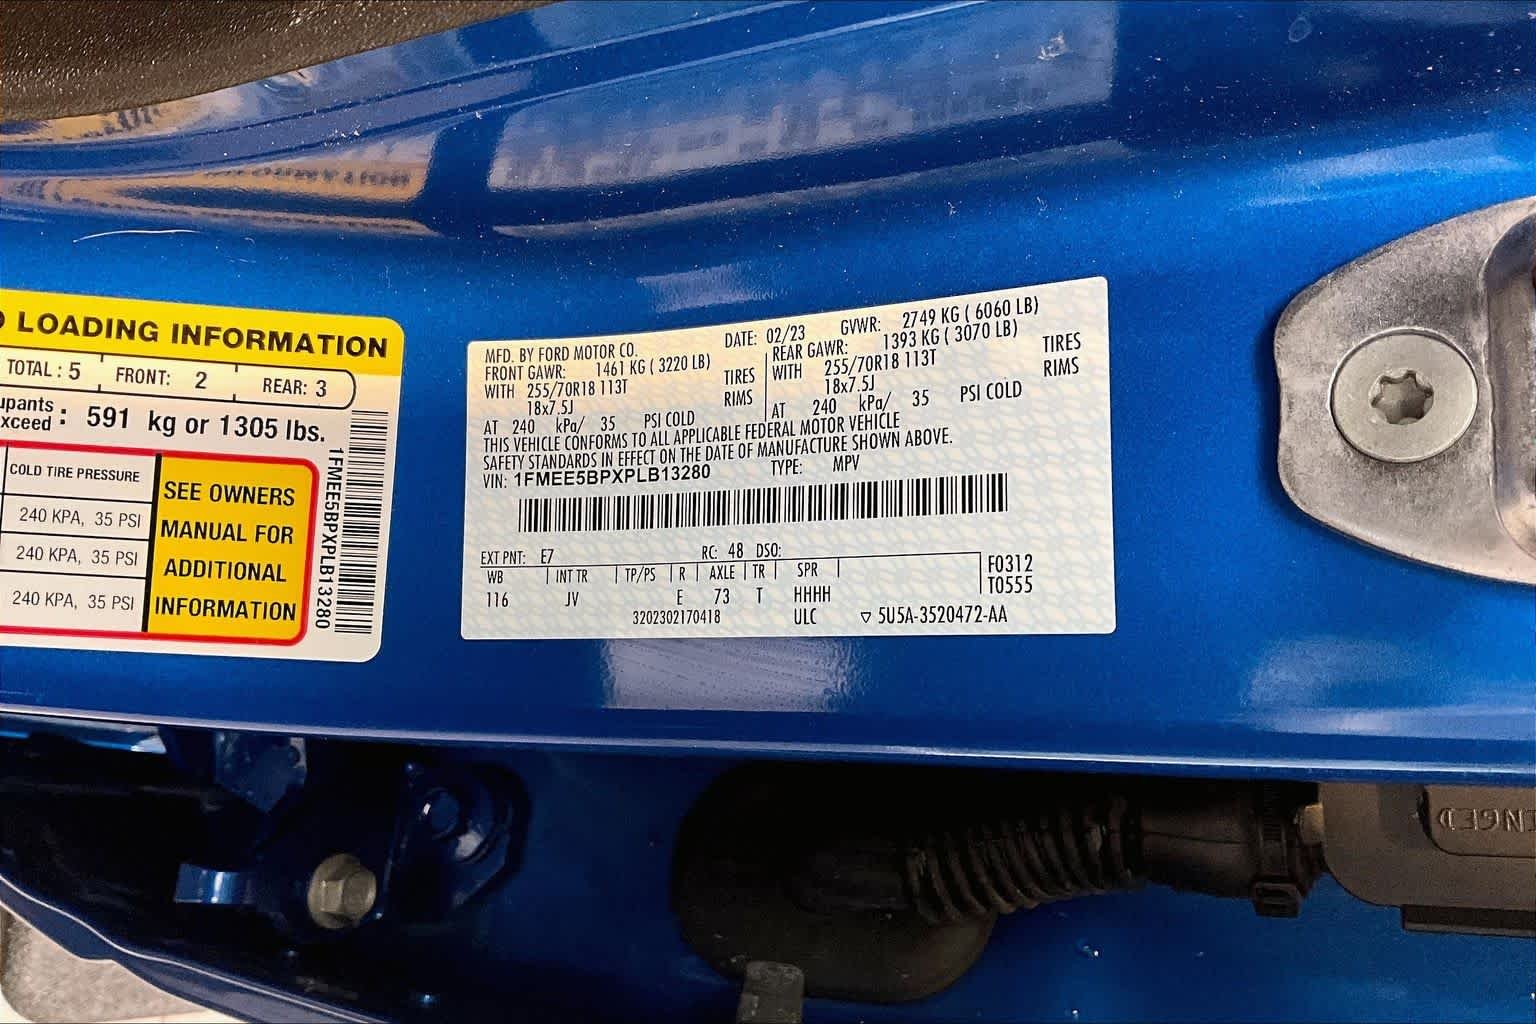 LOADING INFORMATION
TOTAL : 5 FRONT: 2 REAR: 3
upants
xceed : 591 kg or 1305 lbs.
COLD TIRE PRESSURE
240 KPA, 35 PSI
240 KPA, 35 PSI
240 KPA, 35 PSI
SEE OWNERS
MANUAL FOR
ADDITIONAL
INFORMATION
1FMEE5BPXPLB13280
MFD. BY FORD MOTOR CO. DATE: 02/23 GVWR: 2749 KG ( 6060 LB)
FRONT GAWR: 1461 KG ( 3220 LB) REAR GAWR: 1393 KG ( 3070 LB)
WITH 255/70R18 113T TIRES WITH 255/70R18 113T TIRES
18x7.5J RIMS 18x7.5J RIMS
AT 240 kPa/ 35 PSI COLD AT 240 kPa/ 35 PSI COLD
THIS VEHICLE CONFORMS TO ALL APPLICABLE FEDERAL MOTOR VEHICLE
SAFETY STANDARDS IN EFFECT ON THE DATE OF MANUFACTURE SHOWN ABOVE.
VIN: 1FMEE5BPXPLB13280 TYPE: MPV
EXT PNT: E7 RC: 48 DSO:
WB INT TR TP/PS R AXLE TR SPR F0312
116 JV E 73 T HHHH T0555
3202302170418 ULC ▽ 5U5A-3520472-AA